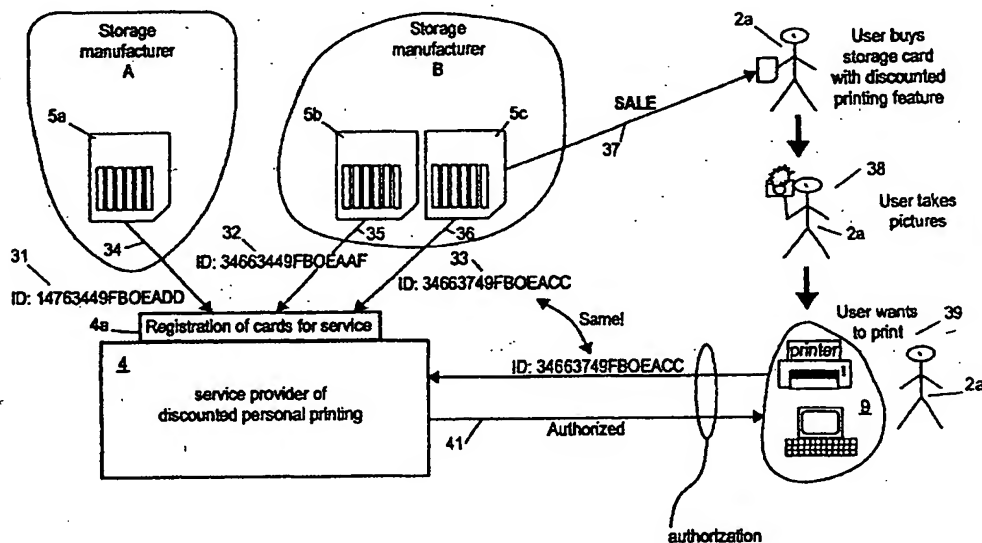 Storage
manufacturer
A
5a
Storage
manufacturer
B
5b
5c
SALE
37
2a
User buys
storage card
with discounted
printing feature
38
User takes
pictures
2a
34
35
36
31
ID: 14763449FBOEADD
32
ID: 34663449FBOEAAF
33
ID: 34663749FBOEACC
Same!
4a
Registration of cards for service
4
service provider of
discounted personal printing
ID: 34663749FBOEACC
41
Authorized
authorization
User wants
to print
39
printer
9
2a